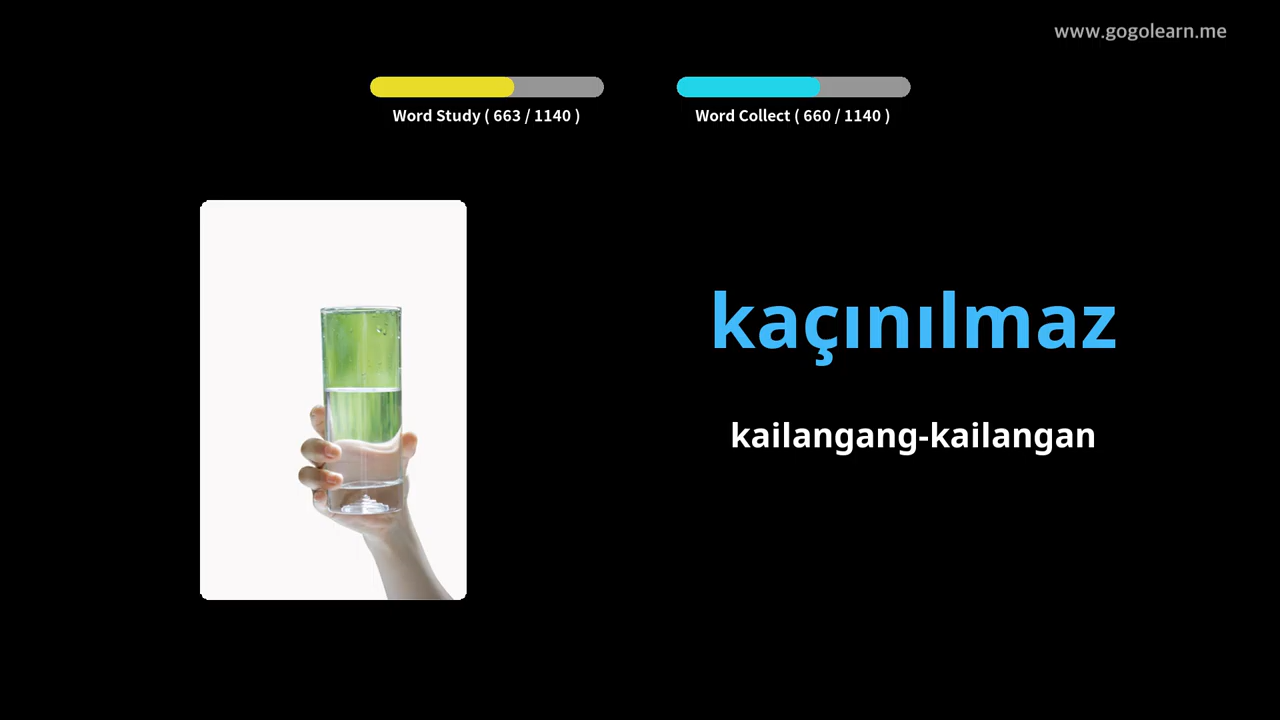 www.gogolearn.me
Word Study ( 663 / 1140 )
Word Collect ( 660 / 1140 )
kaçınılmaz
kailangang-kailangan